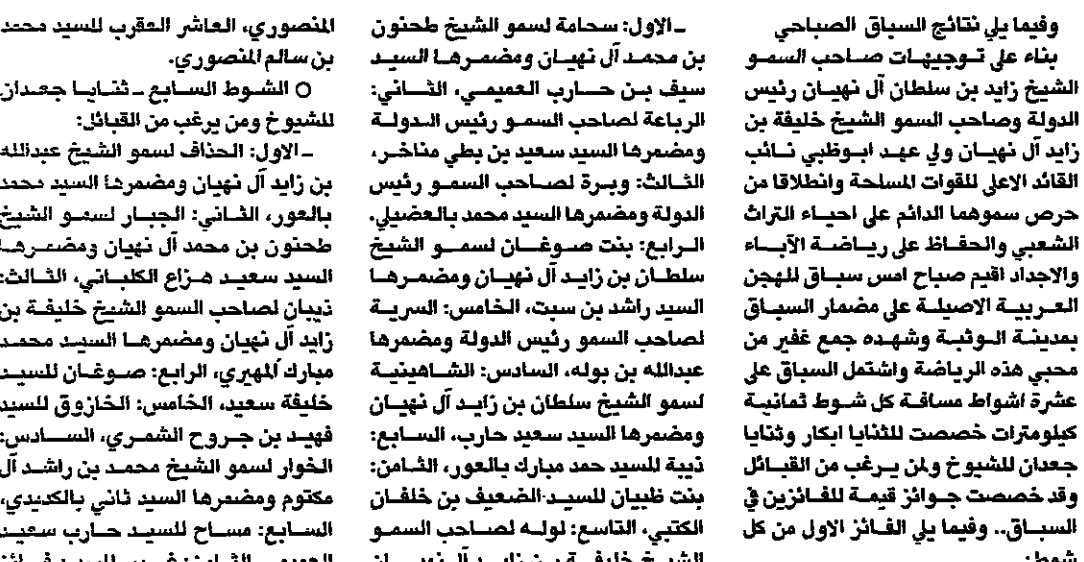 وفيما يلي نتائج السباق الصباحي
بناء على توجيهات صاحب السمو
الشيخ زايد بن سلطان آل نهيان رئيس
الدولة وصاحب السمو الشيخ خليفة بن
زايد آل نهيان ولي عهد ابوظبي نائب
القائد الاعلى للقوات المسلحة وانطلاقا من
حرص سموهما الدائم على احياء التراث
الشعبي والحفاظ على رياضة الآباء
والاجداد اقيم صباح امس سباق للهجن
العربية الاصيلة على مضمار السباق
بمدينة الوثبة وشهده جمع غفير من
محبي هذه الرياضة واشتمل السباق على
عشرة اشواط مسافة كل شوط ثمانية
كيلومترات خصصت للثنايا ابكار وثنايا
جعدان للشيوخ ولمن يرغب من القبائل
وقد خصصت جوائز قيمة للفائزين في
السباق.. وفيما يلي الفائز الاول من كل
شوط:
ـ الاول: سحامة لسمو الشيخ طحنون
بن محمد آل نهيان ومضمرها السيد
سيف بن حارب العميمي، الثاني:
الرباعة لصاحب السمو رئيس الدولة
ومضمرها السيد سعيد بن بطي مناخر،
الثالث: وبرة لصاحب السمو رئيس
الدولة ومضمرها السيد محمد بالعضيلي.
الرابع: بنت صوغان لسمو الشيخ
سلطان بن زايد آل نهيان ومضمرها
السيد راشد بن سبت، الخامس: السرية
لصاحب السمو رئيس الدولة ومضمرها
عبدالله بن بوله، السادس: الشاهينية
لسمو الشيخ سلطان بن زايد آل نهيان
ومضمرها السيد سعيد حارب، السابع:
ذيبة للسيد حمد مبارك بالعور، الثامن:
بنت ظبيان للسيد الضعيف بن خلفان
الكتبي، التاسع: لوله لصاحب السمو
الشيخ خليفة بن زايد آل نهيان
المنصوري، العاشر العقرب للسيد محمد
بن سالم المنصوري.
○ الشوط السابع ـ ثنايا جعدان
للشيوخ ومن يرغب من القبائل:
ـ الاول: الحذاف لسمو الشيخ عبدالله
بن زايد آل نهيان ومضمرها السيد محمد
بالعور، الثاني: الجبار لسمو الشيخ
طحنون بن محمد آل نهيان ومضمرها
السيد سعيد هزاع الكلباني، الثالث:
ذيبان لصاحب السمو الشيخ خليفة بن
زايد آل نهيان ومضمرها السيد محمد
مبارك المهيري، الرابع: صوغان للسيد
خليفة سعيد، الخامس: الخازوق للسيد
فهيد بن جروح الشمري، السادس:
الخوار لسمو الشيخ محمد بن راشد آل
مكتوم ومضمرها السيد ثاني بالكديدي،
السابع: مساح للسيد حارب سعيد